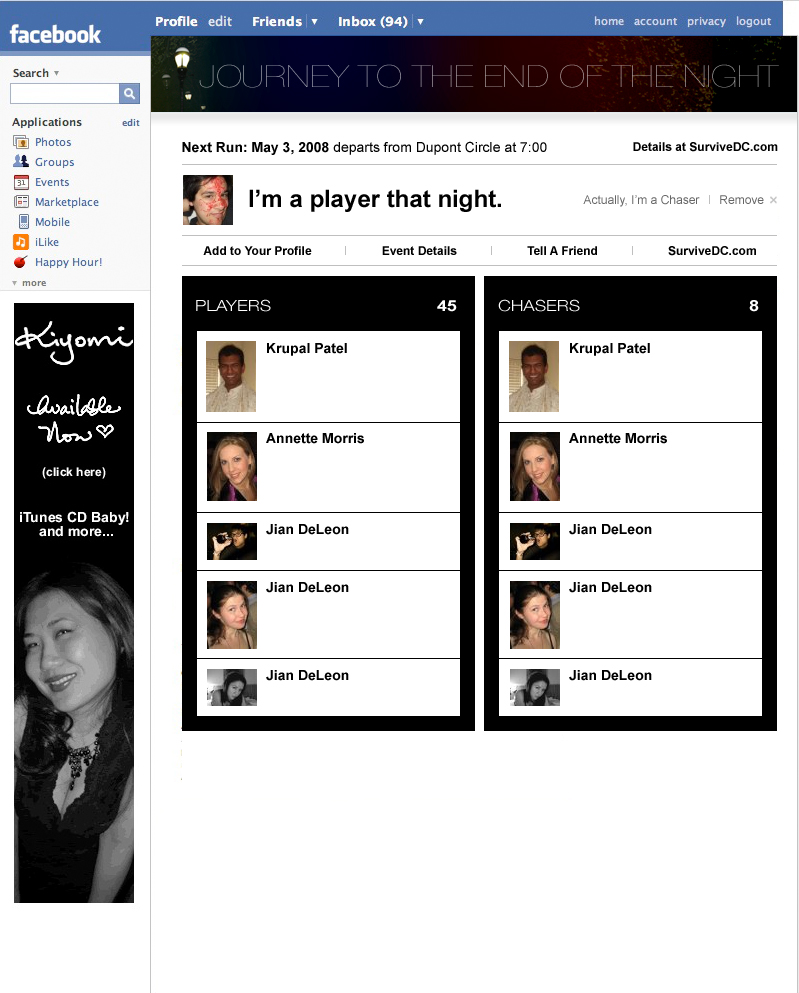 facebook
Profile edit Friends ▼ Inbox (94) ▼ home account privacy logout
Search ▼
Applications edit
Photos
Groups
31 Events
Marketplace
Mobile
iLike
Happy Hour!
▼ more
Kiyomi
Available
Now♡
(click here)
iTunes CD Baby!
and more...
JOURNEY TO THE END OF THE NIGHT
Next Run: May 3, 2008 departs from Dupont Circle at 7:00 Details at SurviveDC.com
I'm a player that night. Actually, I'm a Chaser | Remove ×
Add to Your Profile | Event Details | Tell A Friend | SurviveDC.com
PLAYERS 45
Krupal Patel
Annette Morris
Jian DeLeon
Jian DeLeon
Jian DeLeon
CHASERS 8
Krupal Patel
Annette Morris
Jian DeLeon
Jian DeLeon
Jian DeLeon